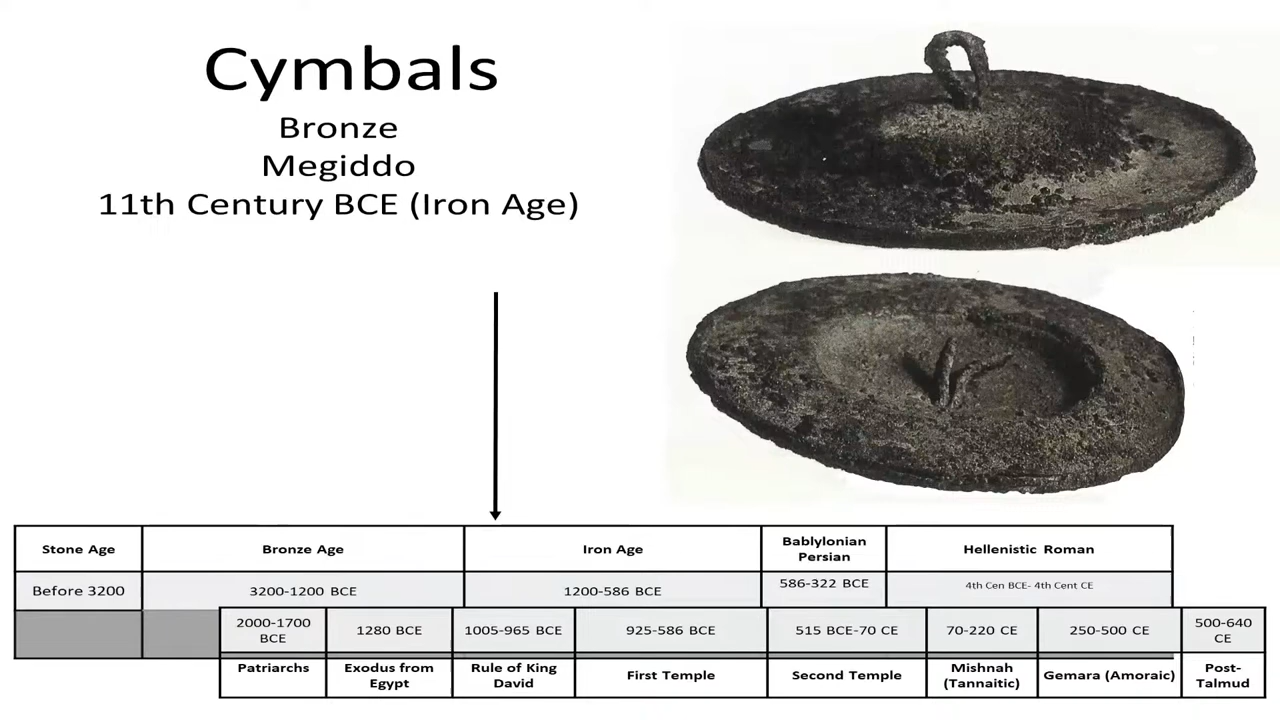 Cymbals
Bronze
Megiddo
11th Century BCE (Iron Age)
Stone Age
Bronze Age
Iron Age
Bablylonian
Persian
Hellenistic Roman
Before 3200
3200-1200 BCE
1200-586 BCE
586-322 BCE
4th Cen BCE- 4th Cent CE
2000-1700
BCE
1280 BCE
1005-965 BCE
925-586 BCE
515 BCE-70 CE
70-220 CE
250-500 CE
500-640
CE
Patriarchs
Exodus from
Egypt
Rule of King
David
First Temple
Second Temple
Mishnah
(Tannaitic)
Gemara (Amoraic)
Post-
Talmud